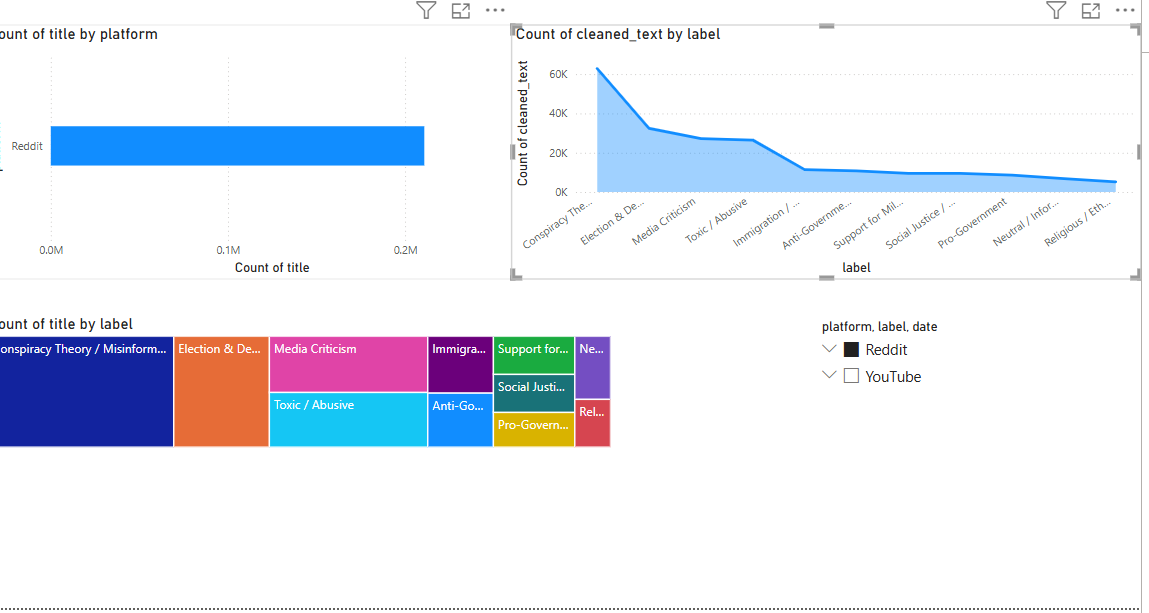 ount of title by platform
Reddit
0.0M
0.1M
0.2M
Count of title
Count of cleaned_text by label
Count of cleaned_text
60K
40K
20K
0K
Conspiracy The...
Election & De...
Media Criticism
Toxic / Abusive
Immigration / ...
Anti-Governme...
Support for Mil...
Social Justice / ...
Pro-Government
Neutral / Infor...
Religious / Eth...
label
ount of title by label
onspiracy Theory / Misinform...
Election & De...
Media Criticism
Toxic / Abusive
Immigra...
Anti-Go...
Support for...
Social Justi...
Pro-Govern...
Ne...
Rel...
platform, label, date
Reddit
YouTube